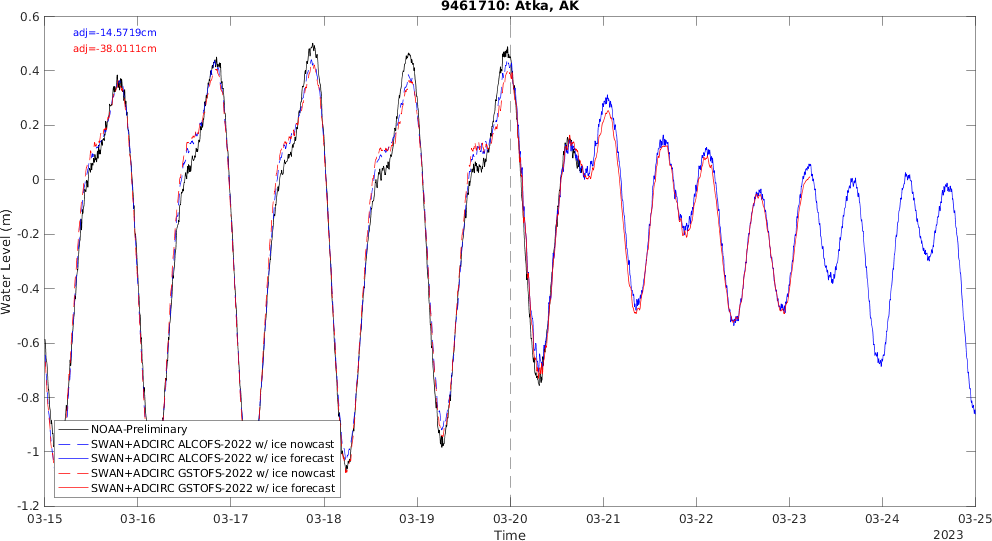 9461710: Atka, AK
adj=-14.5719cm
adj=-38.0111cm
0.6
0.4
0.2
0
-0.2
-0.4
-0.6
-0.8
-1
-1.2
Water Level (m)
NOAA-Preliminary
SWAN+ADCIRC ALCOFS-2022 w/ ice nowcast
SWAN+ADCIRC ALCOFS-2022 w/ ice forecast
SWAN+ADCIRC GSTOFS-2022 w/ ice nowcast
SWAN+ADCIRC GSTOFS-2022 w/ ice forecast
03-15 03-16 03-17 03-18 03-19 03-20 03-21 03-22 03-23 03-24 03-25
Time
2023